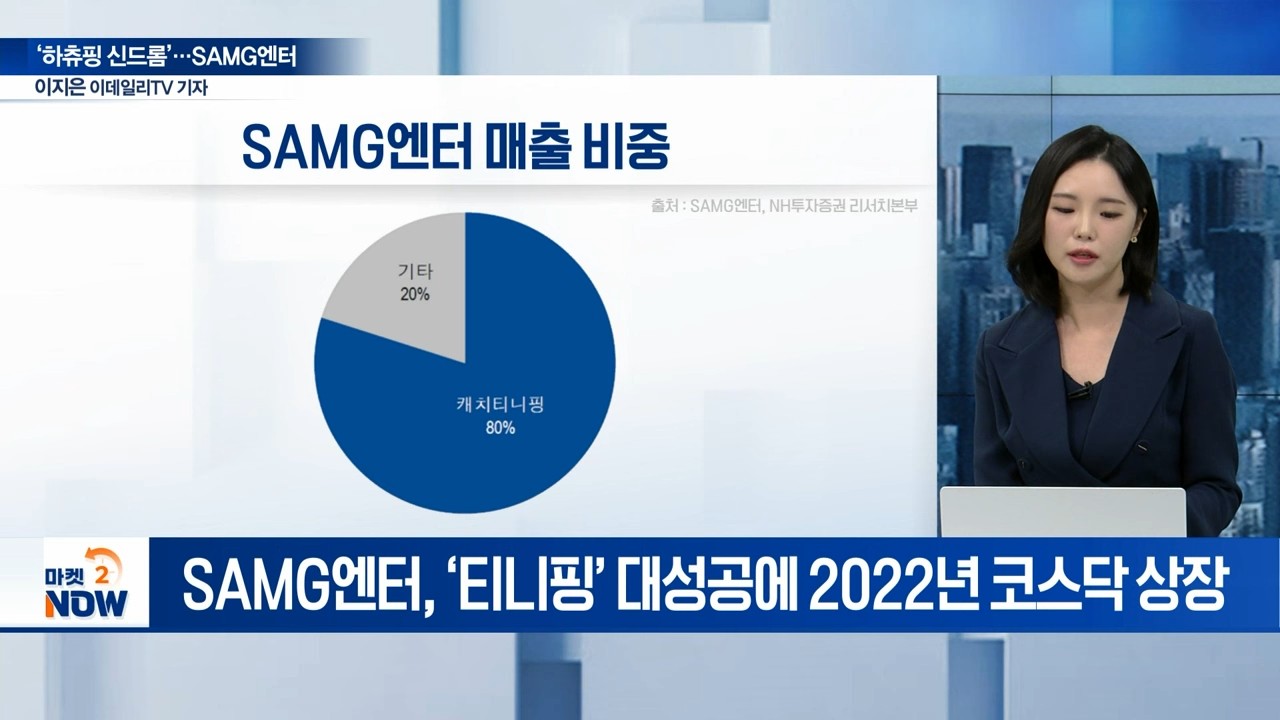 ‘하츄핑 신드롬’…SAMG엔터
이지은 이데일리TV 기자
SAMG엔터 매출 비중
출처 : SAMG엔터, NH투자증권 리서치본부
기타
20%
캐치티니핑
80%
마켓 2
NOW
SAMG엔터, ‘티니핑’ 대성공에 2022년 코스닥 상장